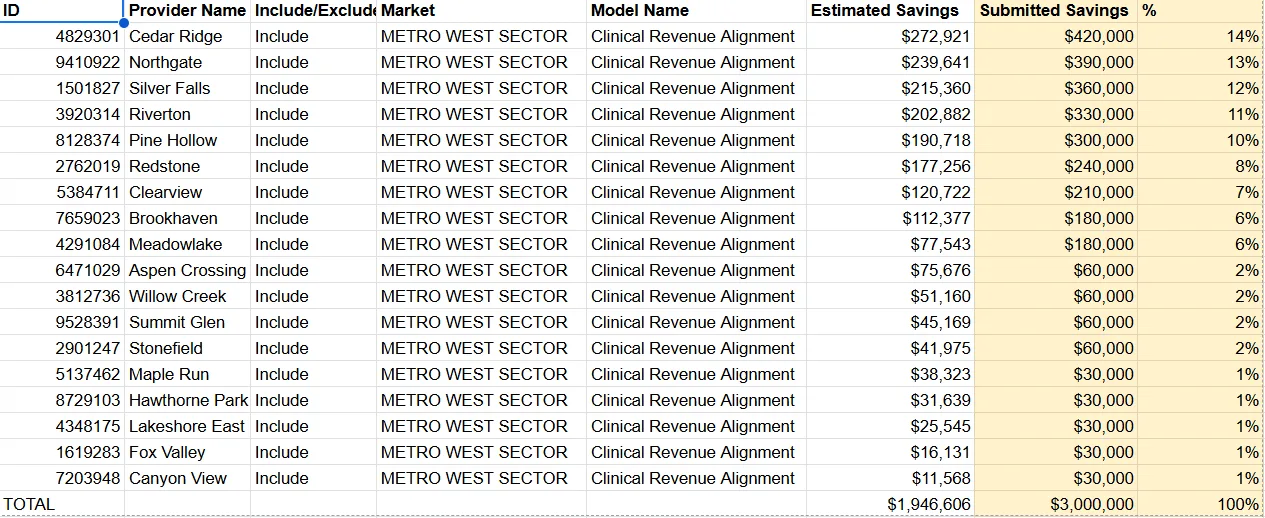 ID Provider Name Include/Exclude Market Model Name Estimated Savings Submitted Savings %
4829301 Cedar Ridge Include METRO WEST SECTOR Clinical Revenue Alignment $272,921 $420,000 14%
9410922 Northgate Include METRO WEST SECTOR Clinical Revenue Alignment $239,641 $390,000 13%
1501827 Silver Falls Include METRO WEST SECTOR Clinical Revenue Alignment $215,360 $360,000 12%
3920314 Riverton Include METRO WEST SECTOR Clinical Revenue Alignment $202,882 $330,000 11%
8128374 Pine Hollow Include METRO WEST SECTOR Clinical Revenue Alignment $190,718 $300,000 10%
2762019 Redstone Include METRO WEST SECTOR Clinical Revenue Alignment $177,256 $240,000 8%
5384711 Clearview Include METRO WEST SECTOR Clinical Revenue Alignment $120,722 $210,000 7%
7659023 Brookhaven Include METRO WEST SECTOR Clinical Revenue Alignment $112,377 $180,000 6%
4291084 Meadowlake Include METRO WEST SECTOR Clinical Revenue Alignment $77,543 $180,000 6%
6471029 Aspen Crossing Include METRO WEST SECTOR Clinical Revenue Alignment $75,676 $60,000 2%
3812736 Willow Creek Include METRO WEST SECTOR Clinical Revenue Alignment $51,160 $60,000 2%
9528391 Summit Glen Include METRO WEST SECTOR Clinical Revenue Alignment $45,169 $60,000 2%
2901247 Stonefield Include METRO WEST SECTOR Clinical Revenue Alignment $41,975 $60,000 2%
5137462 Maple Run Include METRO WEST SECTOR Clinical Revenue Alignment $38,323 $30,000 1%
8729103 Hawthorne Park Include METRO WEST SECTOR Clinical Revenue Alignment $31,639 $30,000 1%
4348175 Lakeshore East Include METRO WEST SECTOR Clinical Revenue Alignment $25,545 $30,000 1%
1619283 Fox Valley Include METRO WEST SECTOR Clinical Revenue Alignment $16,131 $30,000 1%
7203948 Canyon View Include METRO WEST SECTOR Clinical Revenue Alignment $11,568 $30,000 1%
TOTAL $1,946,606 $3,000,000 100%